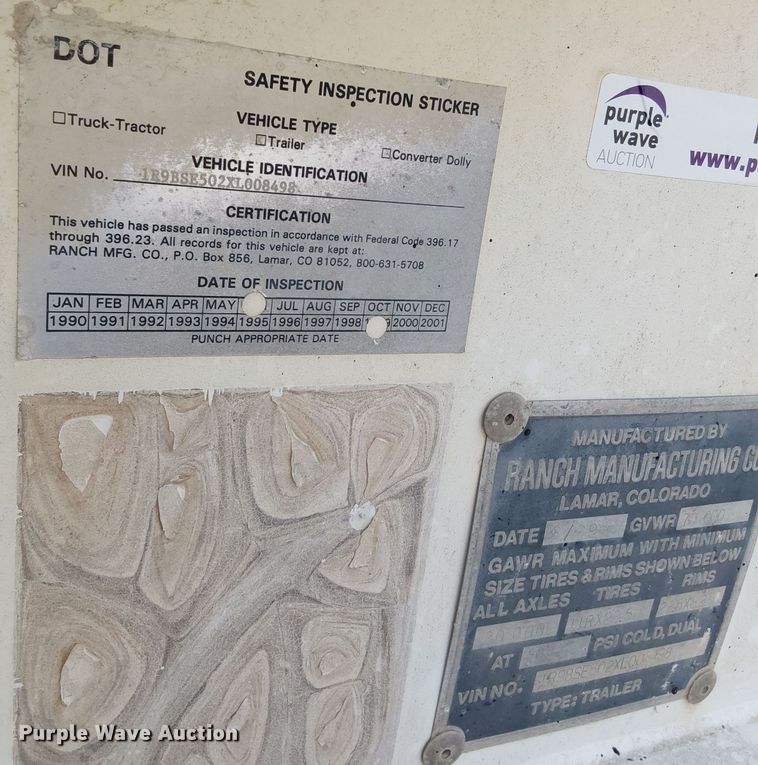 DOT
SAFETY INSPECTION STICKER
VEHICLE TYPE
Truck-Tractor
Trailer
Converter Dolly
VEHICLE IDENTIFICATION
VIN No. 1R9BSE502XL008498
CERTIFICATION
This vehicle has passed an inspection in accordance with Federal Code 396.17
through 396.23. All records for this vehicle are kept at:
RANCH MFG. CO., P.O. Box 856, Lamar, CO 81052, 800-631-5708
DATE OF INSPECTION
JAN FEB MAR APR MAY JUL AUG SEP OCT NOV DEC
1990 1991 1992 1993 1994 1995 1996 1997 1998 2000 2001
PUNCH APPROPRIATE DATE
purple
wave
AUCTION
www.p
MANUFACTURED BY
RANCH MANUFACTURING CO
LAMAR, COLORADO
DATE GVWR
GAWR MAXIMUM WITH MINIMUM
SIZE TIRES & RIMS SHOWN BELOW
ALL AXLES TIRES RIMS
AT PSI COLD, DUAL
VIN NO.
TYPE: TRAILER
Purple Wave Auction